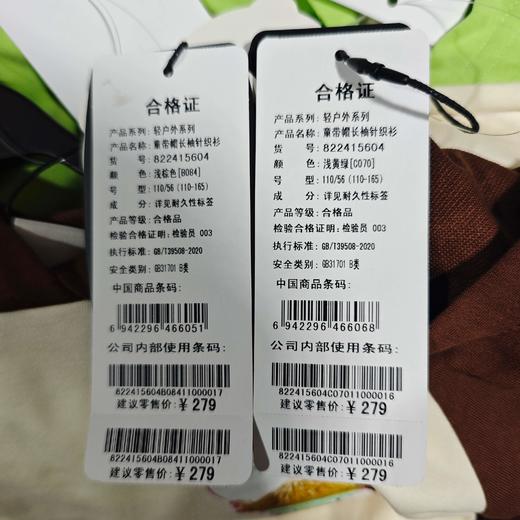 合格证
产品系列: 轻户外系列
产品名称: 童带帽长袖针织衫
货 号: 822415604
颜 色: 浅棕色[B084]
号 型: 110/56 (110-165)
成 分: 详见耐久性标签
产品等级: 合格品
检验合格证明: 检验员 003
执行标准: GB/T39508-2020
安全类别: GB31701 B类
中国商品条码:
6 942296 466051
公司内部使用条码:
822415604B08411000017
建议零售价: ¥ 279
822415604B08411000017
建议零售价: ¥ 279
合格证
产品系列: 轻户外系列
产品名称: 童带帽长袖针织衫
货 号: 822415604
颜 色: 浅黄绿[C070]
号 型: 110/56 (110-165)
成 分: 详见耐久性标签
产品等级: 合格品
检验合格证明: 检验员 003
执行标准: GB/T39508-2020
安全类别: GB31701 B类
中国商品条码:
6 942296 466068
公司内部使用条码:
822415604C07011000016
建议零售价: ¥ 279
822415604C07011000016
建议零售价: ¥ 279